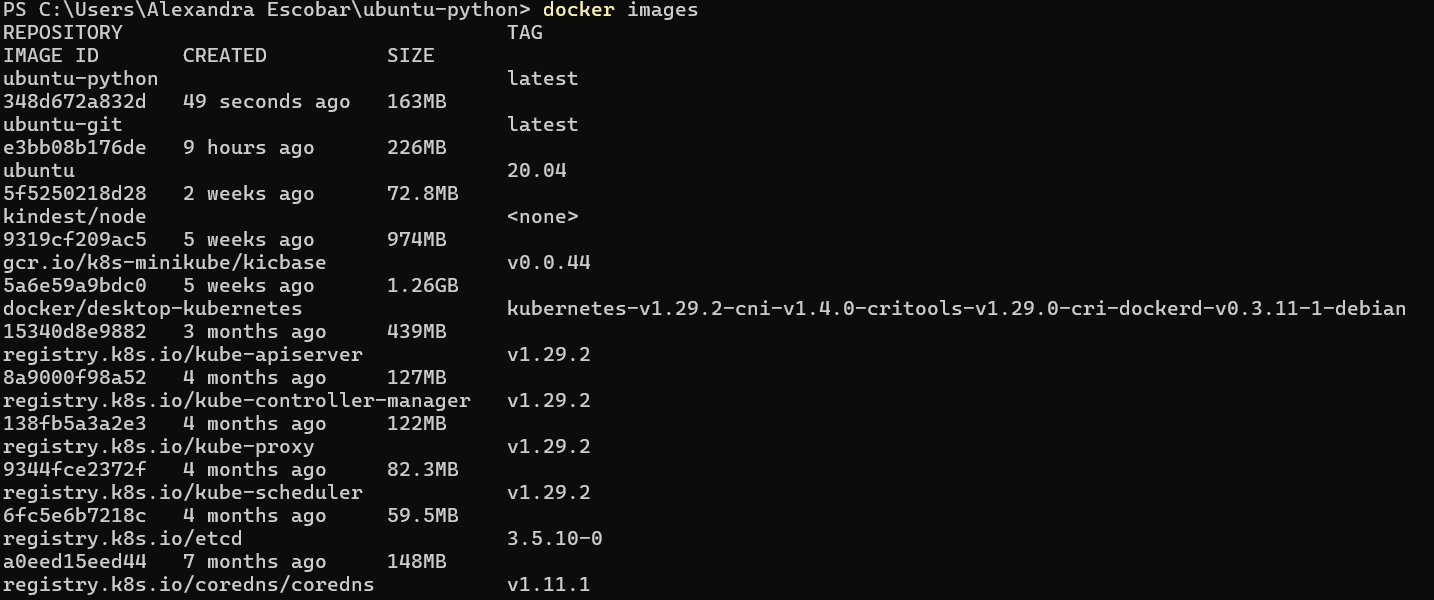 PS C:\Users\Alexandra Escobar\ubuntu-python> docker images
REPOSITORY TAG
IMAGE ID CREATED SIZE
ubuntu-python latest
348d672a832d 49 seconds ago 163MB
ubuntu-git latest
e3bb08b176de 9 hours ago 226MB
ubuntu 20.04
5f5250218d28 2 weeks ago 72.8MB
kindest/node <none>
9319cf209ac5 5 weeks ago 974MB
gcr.io/k8s-minikube/kicbase v0.0.44
5a6e59a9bdc0 5 weeks ago 1.26GB
docker/desktop-kubernetes kubernetes-v1.29.2-cni-v1.4.0-critools-v1.29.0-cri-dockerd-v0.3.11-1-debian
15340d8e9882 3 months ago 439MB
registry.k8s.io/kube-apiserver v1.29.2
8a9000f98a52 4 months ago 127MB
registry.k8s.io/kube-controller-manager v1.29.2
138fb5a3a2e3 4 months ago 122MB
registry.k8s.io/kube-proxy v1.29.2
9344fce2372f 4 months ago 82.3MB
registry.k8s.io/kube-scheduler v1.29.2
6fc5e6b7218c 4 months ago 59.5MB
registry.k8s.io/etcd 3.5.10-0
a0eed15eed44 7 months ago 148MB
registry.k8s.io/coredns/coredns v1.11.1